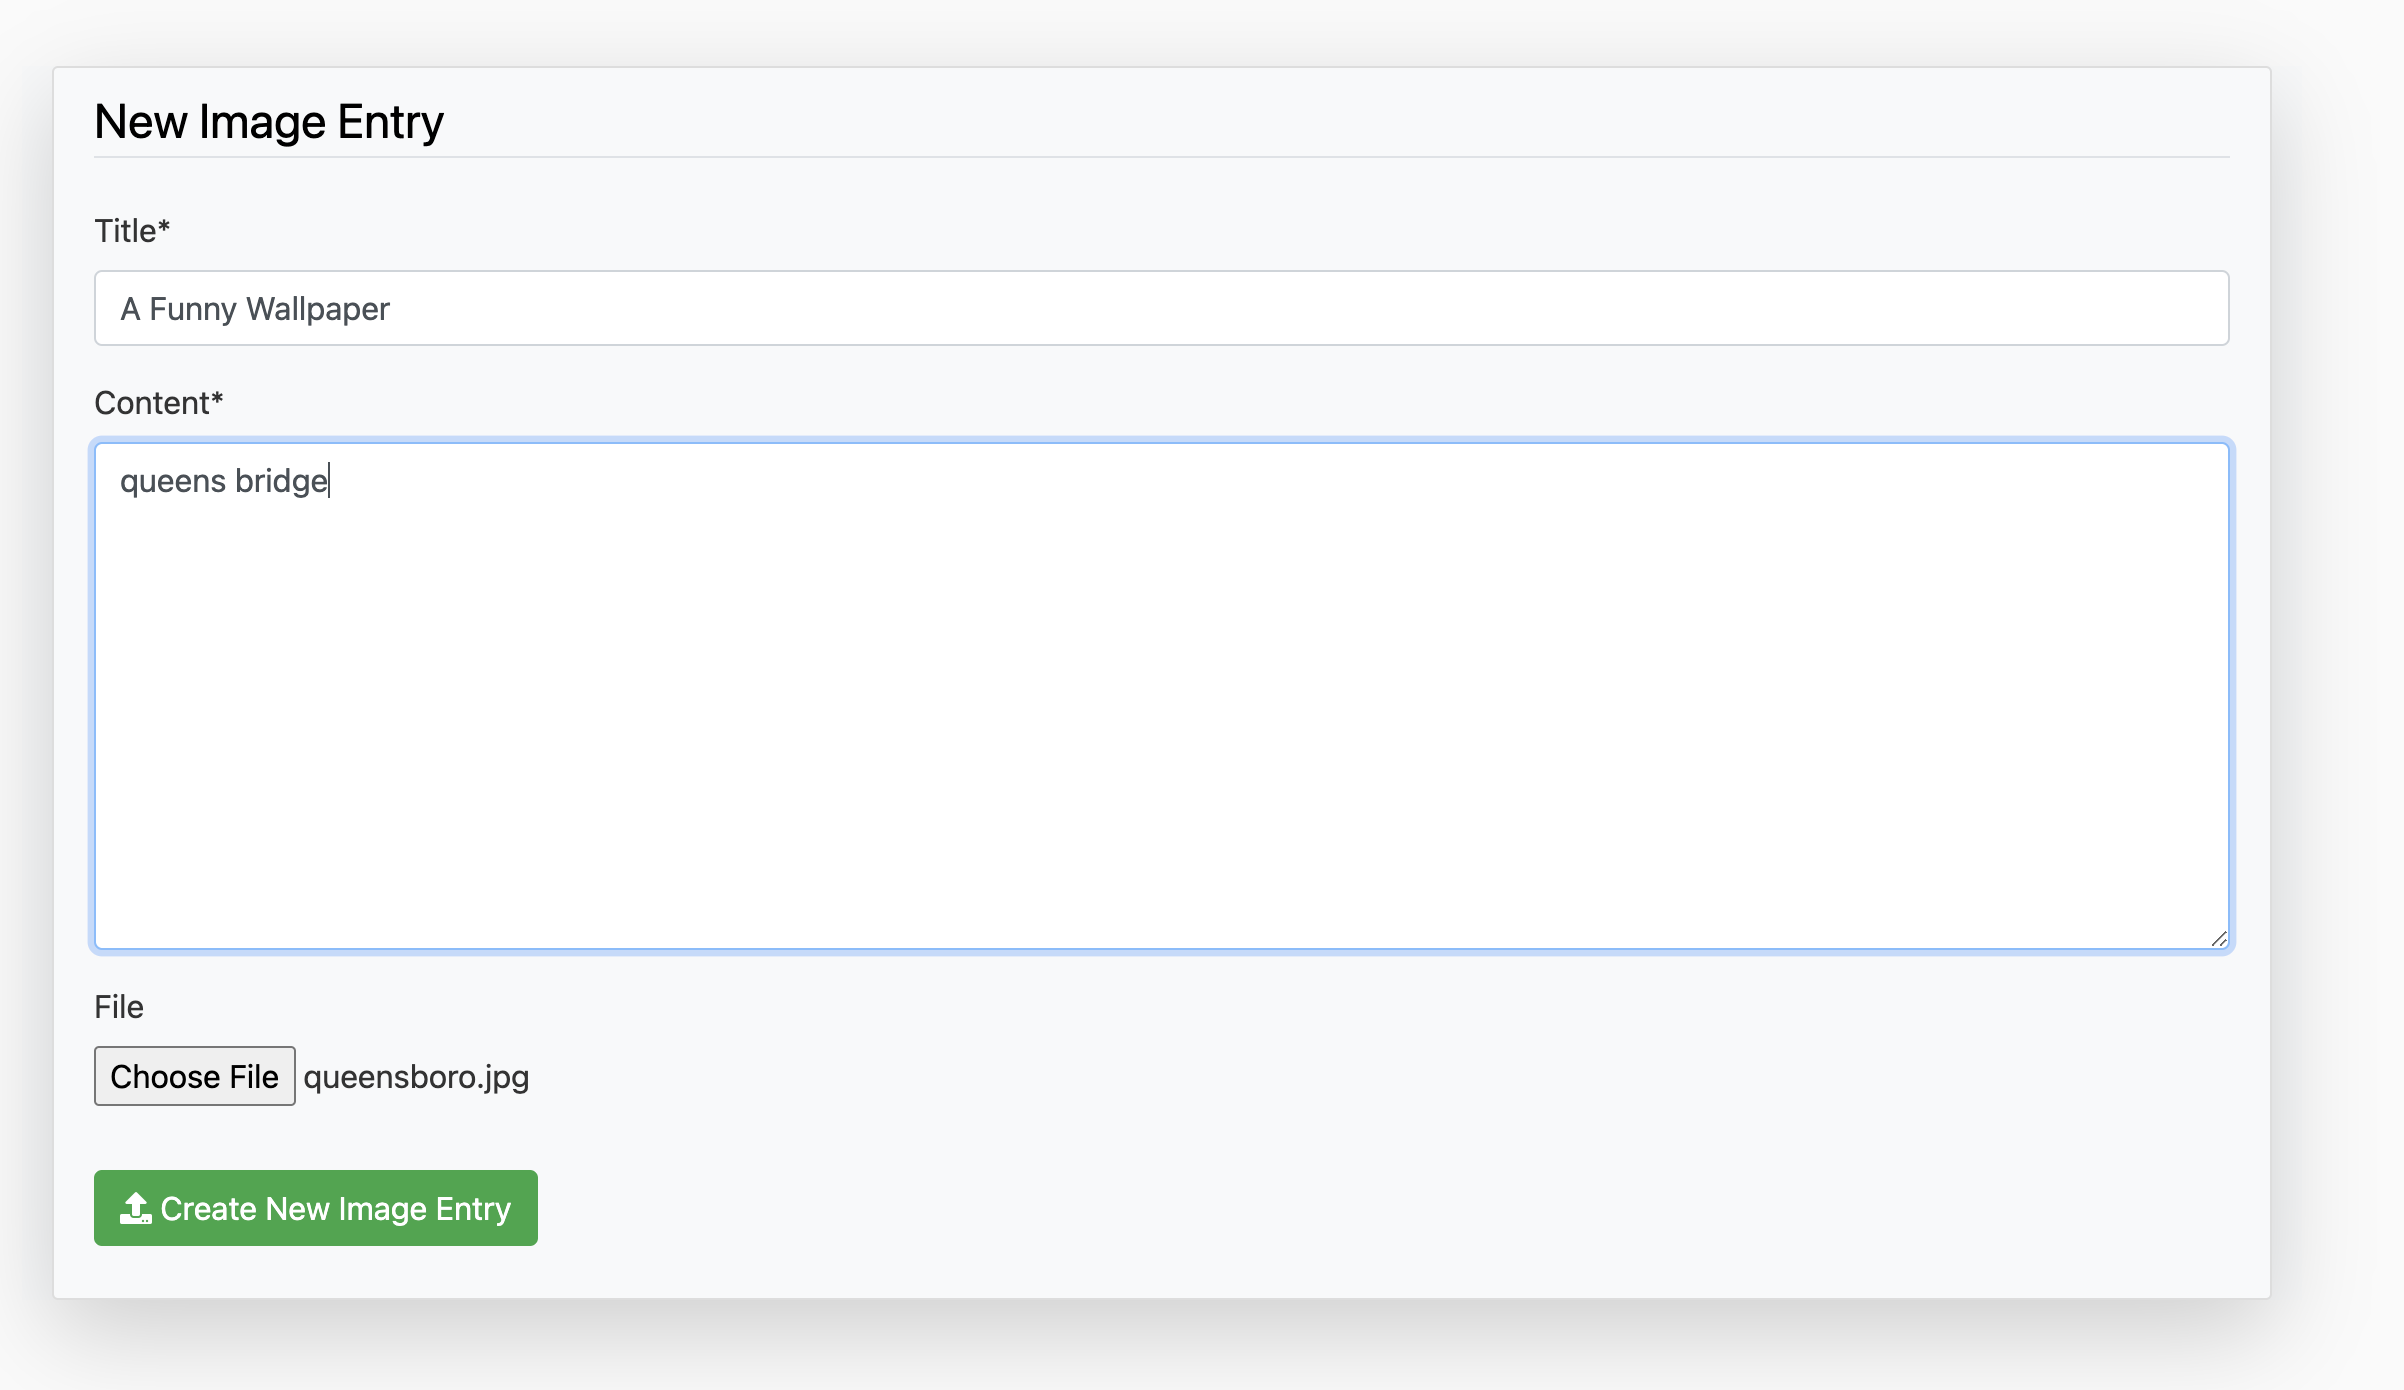 New Image Entry
Title*
A Funny Wallpaper
Content*
queens bridge
File
Choose File queensboro.jpg
Create New Image Entry